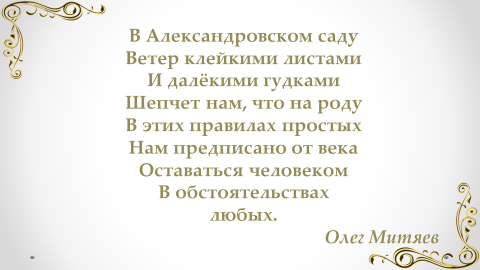 В Александровском саду
Ветер клейкими листами
И далёкими гудками
Шепчет нам, что на роду
В этих правилах простых
Нам предписано от века
Оставаться человеком
В обстоятельствах
любых.
Олег Митяев